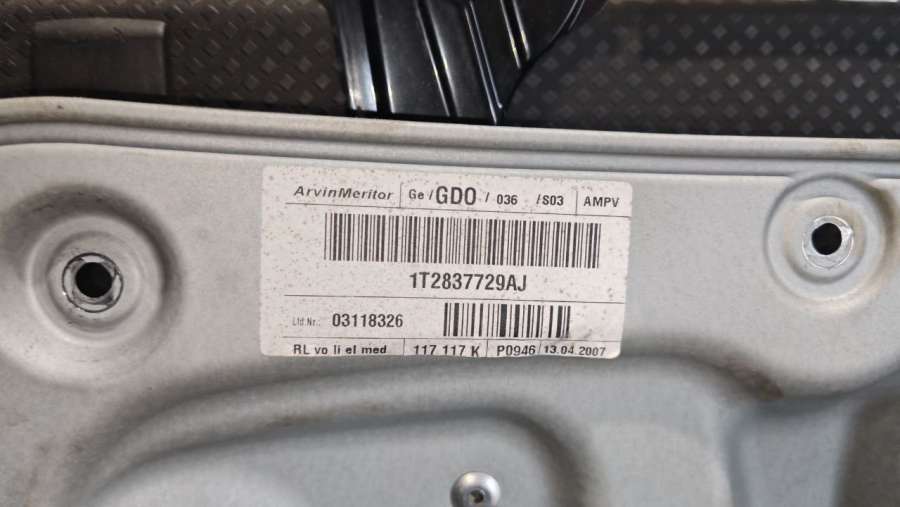 ArvinMeritor Ge/GDO/036 /S03 AMPV
1T2837729AJ
Lfd Nr.: 03118326
RL vo li el med 117 117 K P0946 13.04.2007